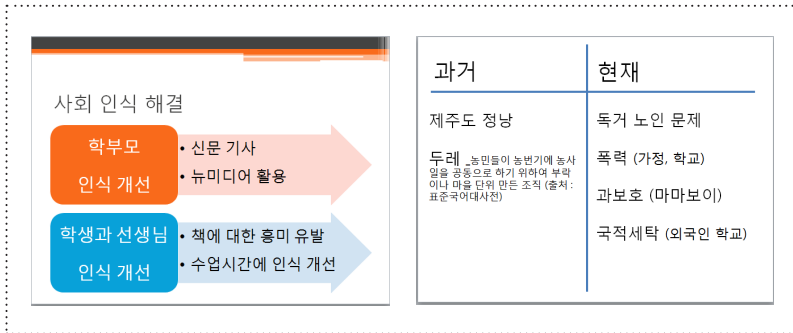 사회 인식 해결
학부모
인식 개선
• 신문 기사
• 뉴미디어 활용
학생과 선생님
인식 개선
• 책에 대한 흥미 유발
• 수업시간에 인식 개선
과거
제주도 정낭
두레 _농민들이 농번기에 농사
일을 공동으로 하기 위하여 부락
이나 마을 단위 만든 조직 (출처 :
표준국어대사전)
현재
독거 노인 문제
폭력 (가정, 학교)
과보호 (마마보이)
국적세탁 (외국인 학교)